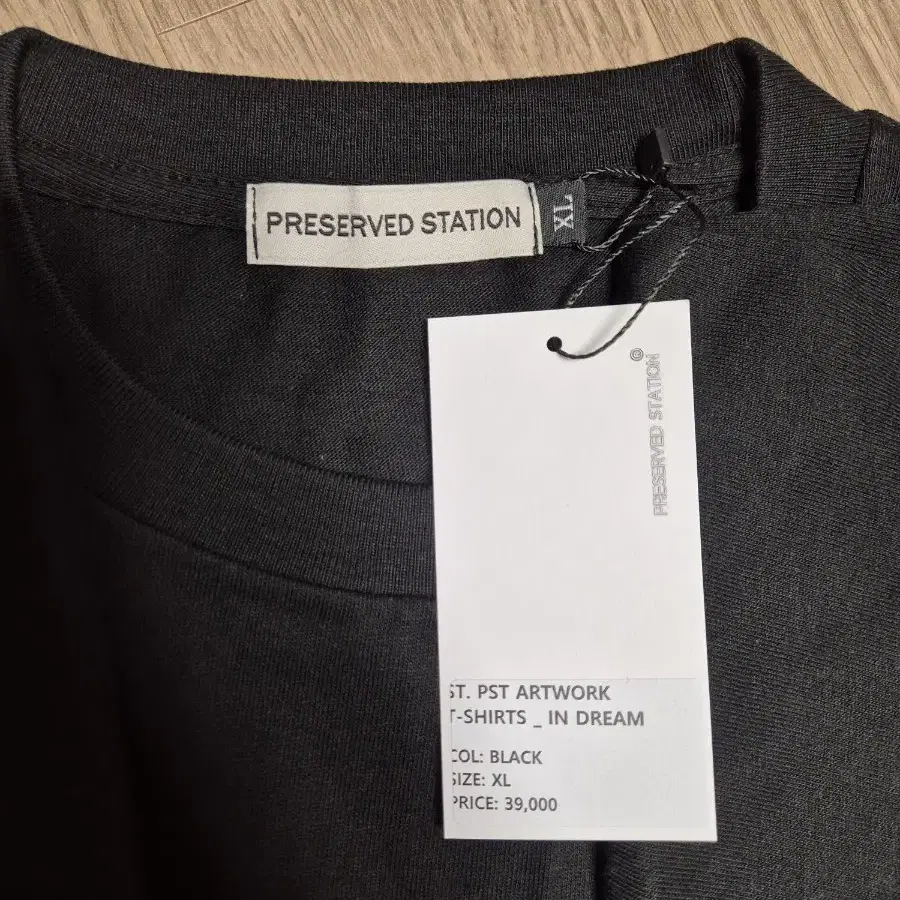 PRESERVED STATION
XL
PRESERVED STATION®
ST. PST ARTWORK
T-SHIRTS _ IN DREAM
COL: BLACK
SIZE: XL
PRICE: 39,000